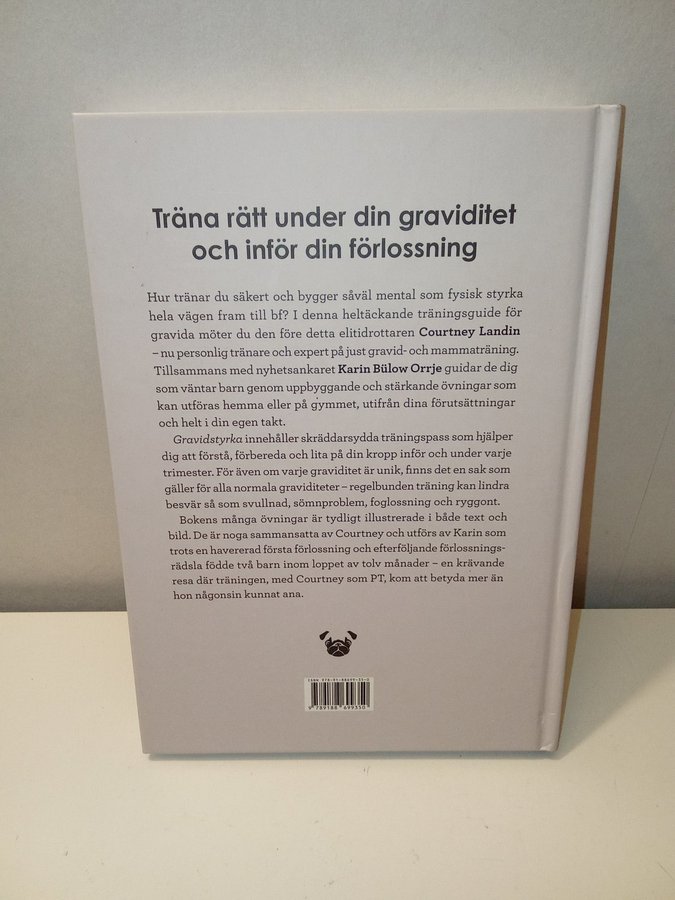 Träna rätt under din graviditet
och inför din förlossning
Hur tränar du säkert och bygger såväl mental som fysisk styrka
hela vägen fram till bf? I denna heltäckande träningsguide för
gravida möter du den före detta elitidrottaren Courtney Landin
– nu personlig tränare och expert på just gravid- och mammaträning.
Tillsammans med nyhetsankaret Karin Bülow Orrje guidar de dig
som väntar barn genom uppbyggande och stärkande övningar som
kan utföras hemma eller på gymmet, utifrån dina förutsättningar
och helt i din egen takt.
Gravidstyrka innehåller skräddarsydda träningspass som hjälper
dig att förstå, förbereda och lita på din kropp inför och under varje
trimester. För även om varje graviditet är unik, finns det en sak som
gäller för alla normala graviditeter – regelbunden träning kan lindra
besvär så som svullnad, sömnproblem, foglossning och ryggont.
Bokens många övningar är tydligt illustrerade i både text och
bild. De är noga sammansatta av Courtney och utförs av Karin som
trots en havererad första förlossning och efterföljande förlossnings-
rädsla födde två barn inom loppet av tolv månader – en krävande
resa där träningen, med Courtney som PT, kom att betyda mer än
hon någonsin kunnat ana.
ISBN 978-91-88699-35-0
9 789188 699350